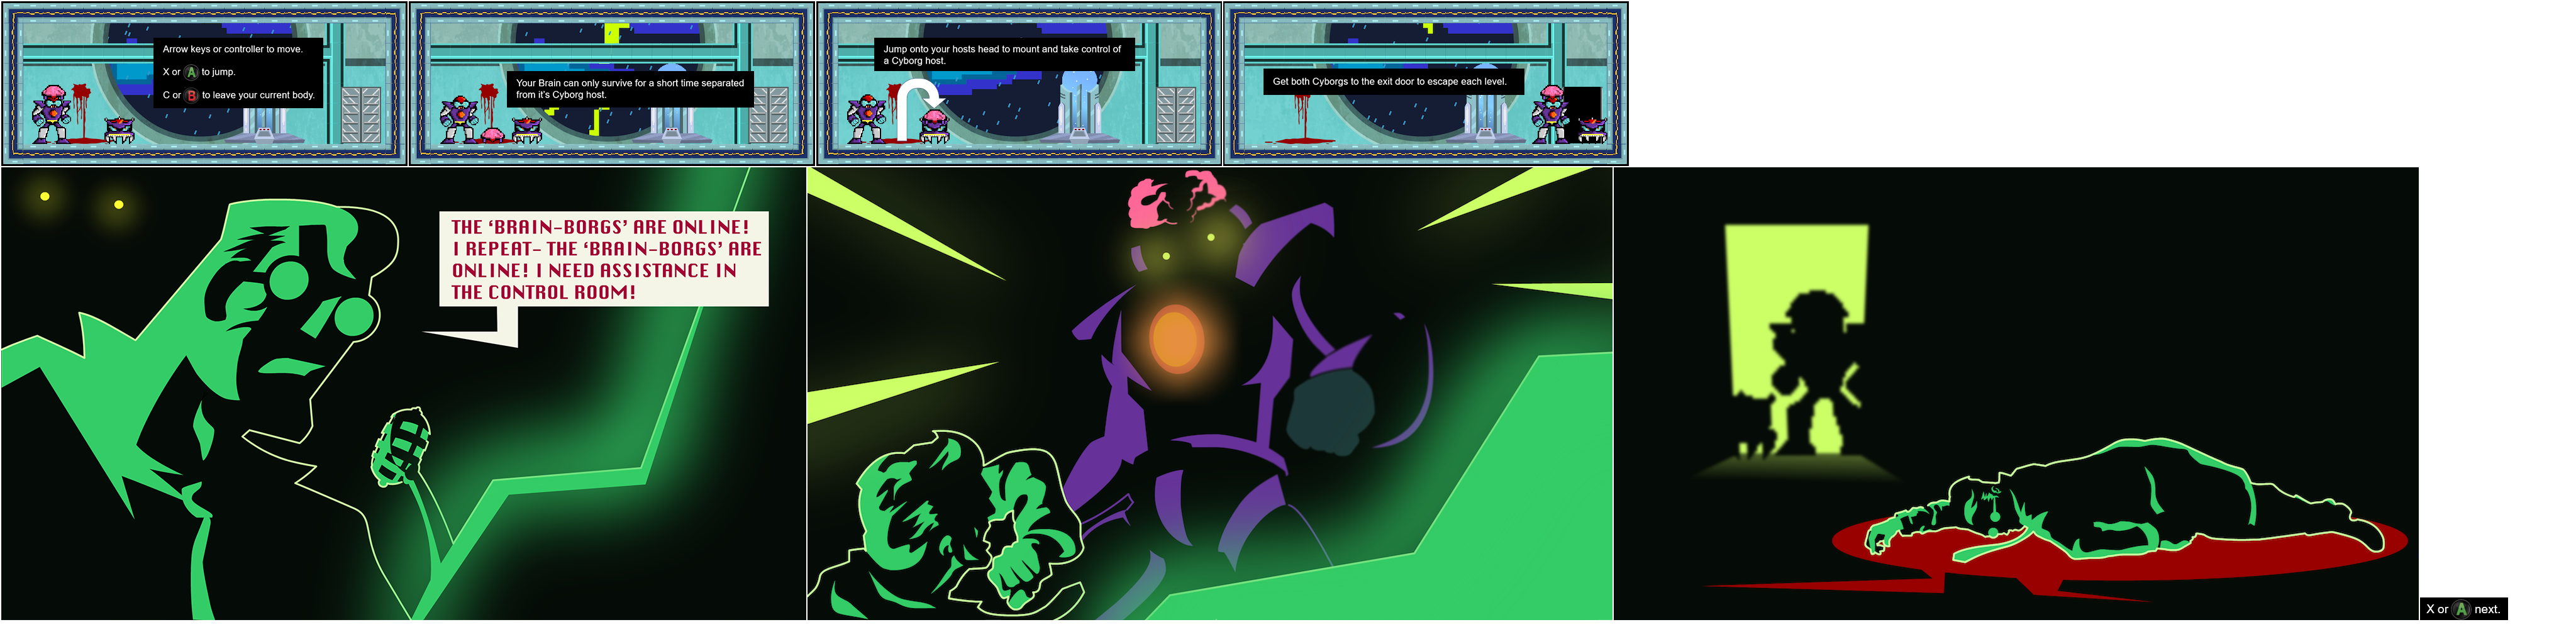 Arrow keys or controller to move.
X or A to jump.
C or B to leave your current body.
Your Brain can only survive for a short time separated
from it's Cyborg host.
Jump onto your hosts head to mount and take control of
a Cyborg host.
Get both Cyborgs to the exit door to escape each level.
THE ‘BRAIN-BORGS’ ARE ONLINE!
I REPEAT- THE ‘BRAIN-BORGS’ ARE
ONLINE! I NEED ASSISTANCE IN
THE CONTROL ROOM!
X or A next.